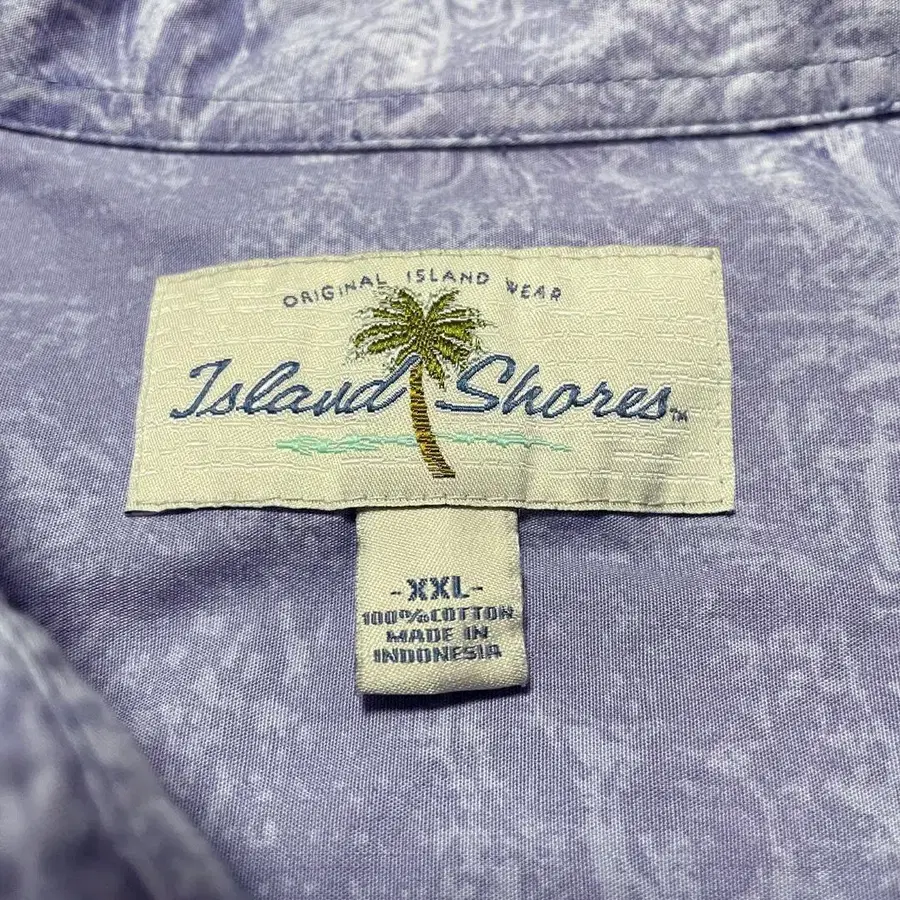 ORIGINAL ISLAND WEAR
Island Shores™
-XXL-
100% COTTON
MADE IN
INDONESIA